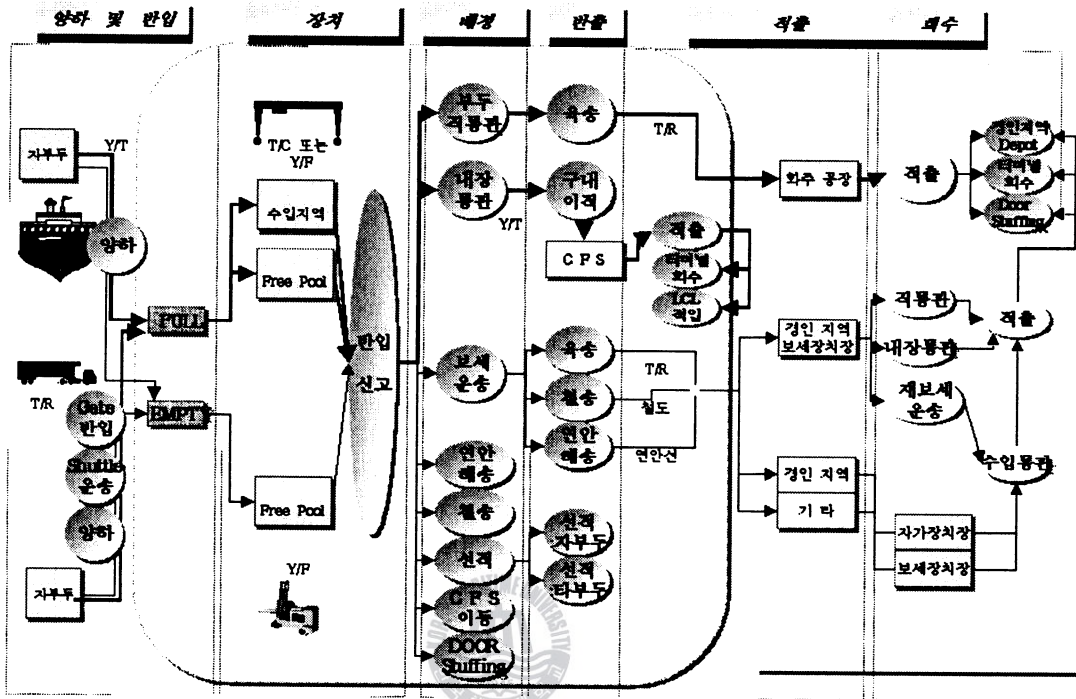 양하 및 반입
장치
배정
반출
적출
회수
자부두
Y/T
양하
T/R
Gate
반입
Shuttle
운송
양하
자부두
FULL
EMPTY
T/C 또는
Y/F
수입지역
Free Pool
Free Pool
Y/F
반입
신고
부두
직통관
내장
통관
Y/T
보세
운송
연안
해송
철송
선적
C F S
이동
DOOR
Stuffing
육송
T/R
구내
이적
C F S
적출
터미널
회수
LCL
적입
육송
T/R
철송
철도
연안
해송
연안선
선적
자부두
선적
타부두
화주 공장
적출
경인지역
Depot
터미널
회수
Door
Stuffing
경인 지역
보세장치장
직통관
내장통관
재보세
운송
적출
수입통관
경인 지역
기 타
자가장치장
보세장치장